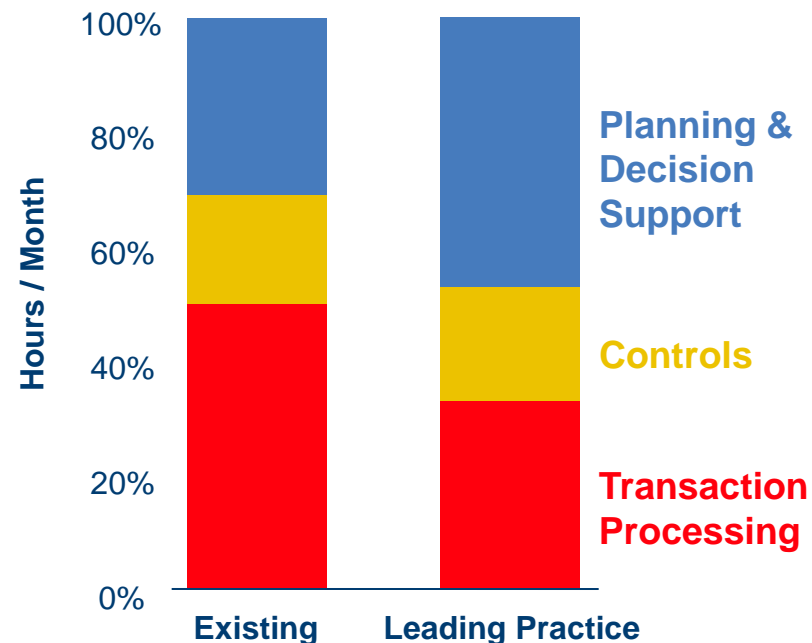 100%
80%
60%
40%
20%
0%
Hours / Month
Planning &
Decision
Support
Controls
Transaction
Processing
Existing
Leading Practice